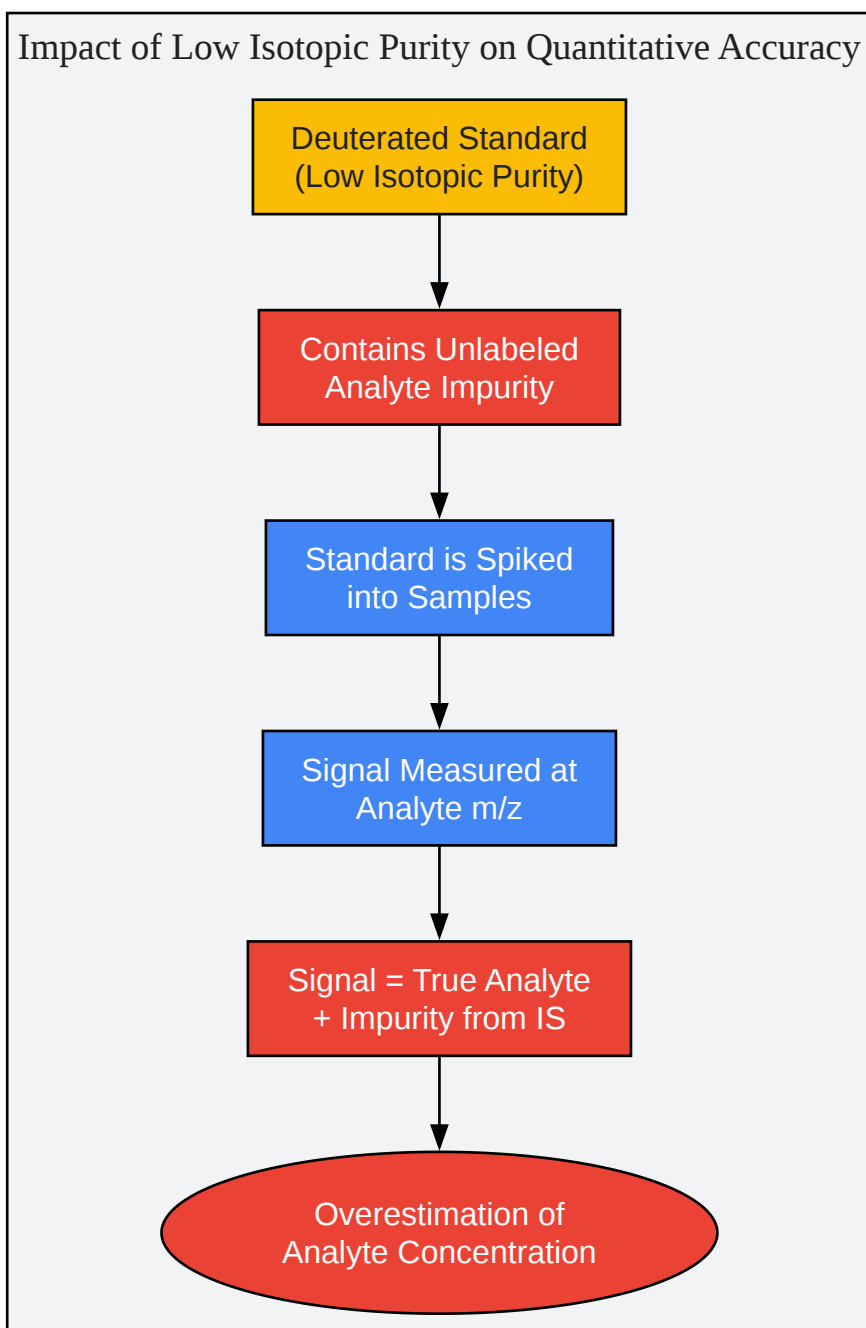 Impact of Low Isotopic Purity on Quantitative Accuracy
Deuterated Standard
(Low Isotopic Purity)
Contains Unlabeled
Analyte Impurity
Standard is Spiked
into Samples
Signal Measured at
Analyte m/z
Signal = True Analyte
+ Impurity from IS
Overestimation of
Analyte Concentration